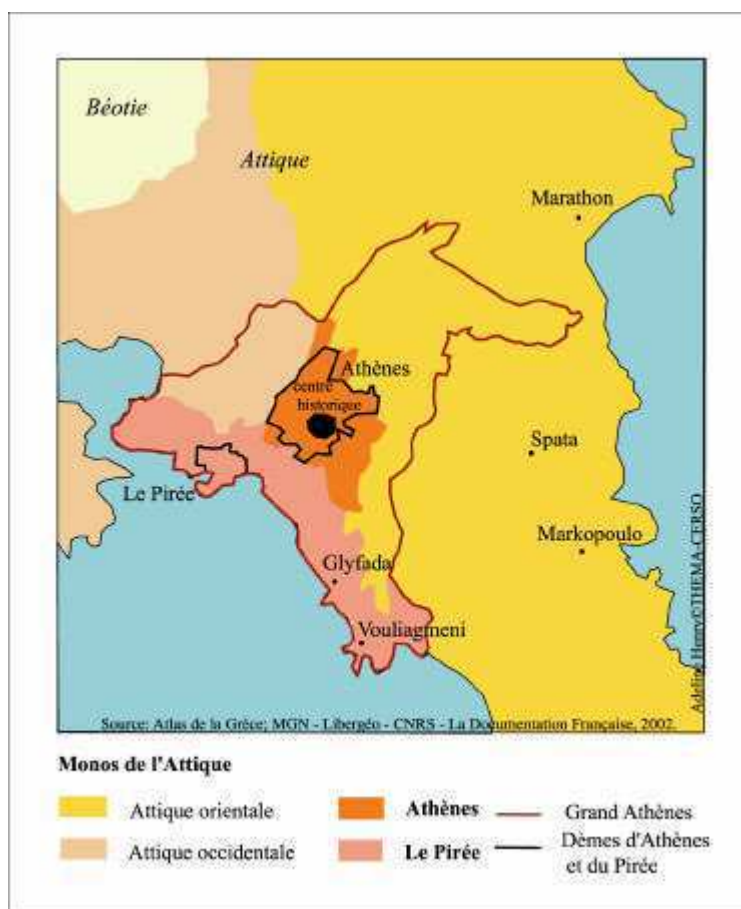 Béotie
Attique
Marathon
Athènes
centre
historique
Spata
Le Pirée
Markopoulo
Glyfada
Vouliagmeni
Adeline Henry©THEMA-CERSO
Source: Atlas de la Grèce; MGN - Libergéo - CNRS - La Documentation Française, 2002.
Monos de l'Attique
Attique orientale
Athènes
Grand Athènes
Attique occidentale
Le Pirée
Dèmes d'Athènes
et du Pirée